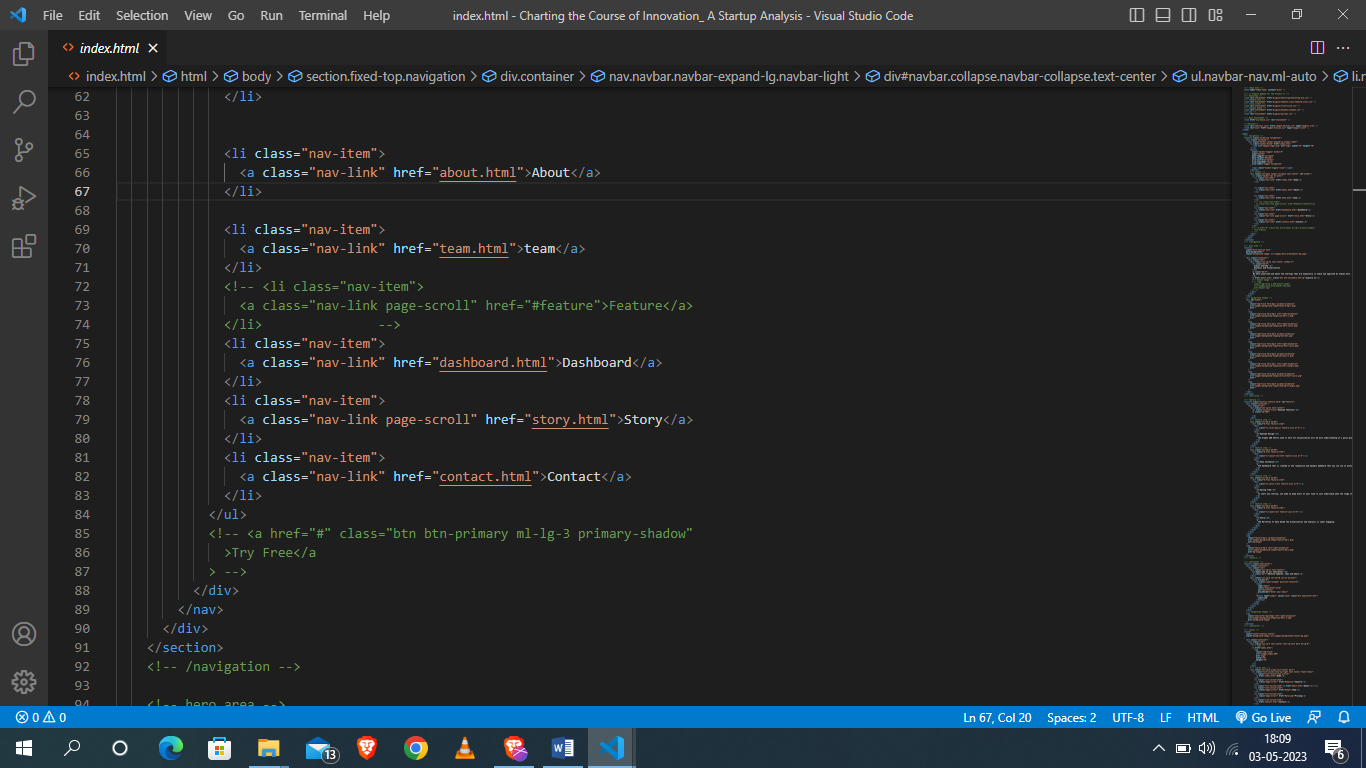 File Edit Selection View Go Run Terminal Help index.html - Charting the Course of Innovation_ A Startup Analysis - Visual Studio Code
index.html
index.html > html > body > section.fixed-top.navigation > div.container > nav.navbar.navbar-expand-lg.navbar-light > div#navbar.collapse.navbar-collapse.text-center > ul.navbar-nav.ml-auto > li.n
62 </li>
63
64
65 <li class="nav-item">
66 <a class="nav-link" href="about.html">About</a>
67 </li>
68
69 <li class="nav-item">
70 <a class="nav-link" href="team.html">team</a>
71 </li>
72 <!-- <li class="nav-item">
73 <a class="nav-link page-scroll" href="#feature">Feature</a>
74 </li> -->
75 <li class="nav-item">
76 <a class="nav-link" href="dashboard.html">Dashboard</a>
77 </li>
78 <li class="nav-item">
79 <a class="nav-link page-scroll" href="story.html">Story</a>
80 </li>
81 <li class="nav-item">
82 <a class="nav-link" href="contact.html">Contact</a>
83 </li>
84 </ul>
85 <!-- <a href="#" class="btn btn-primary ml-lg-3 primary-shadow"
86 >Try Free</a
87 > -->
88 </div>
89 </nav>
90 </div>
91 </section>
92 <!-- /navigation -->
93
94 <!-- hero area -->
0 0 Ln 67, Col 20 Spaces: 2 UTF-8 LF HTML Go Live
13 18:09
03-05-2023 6